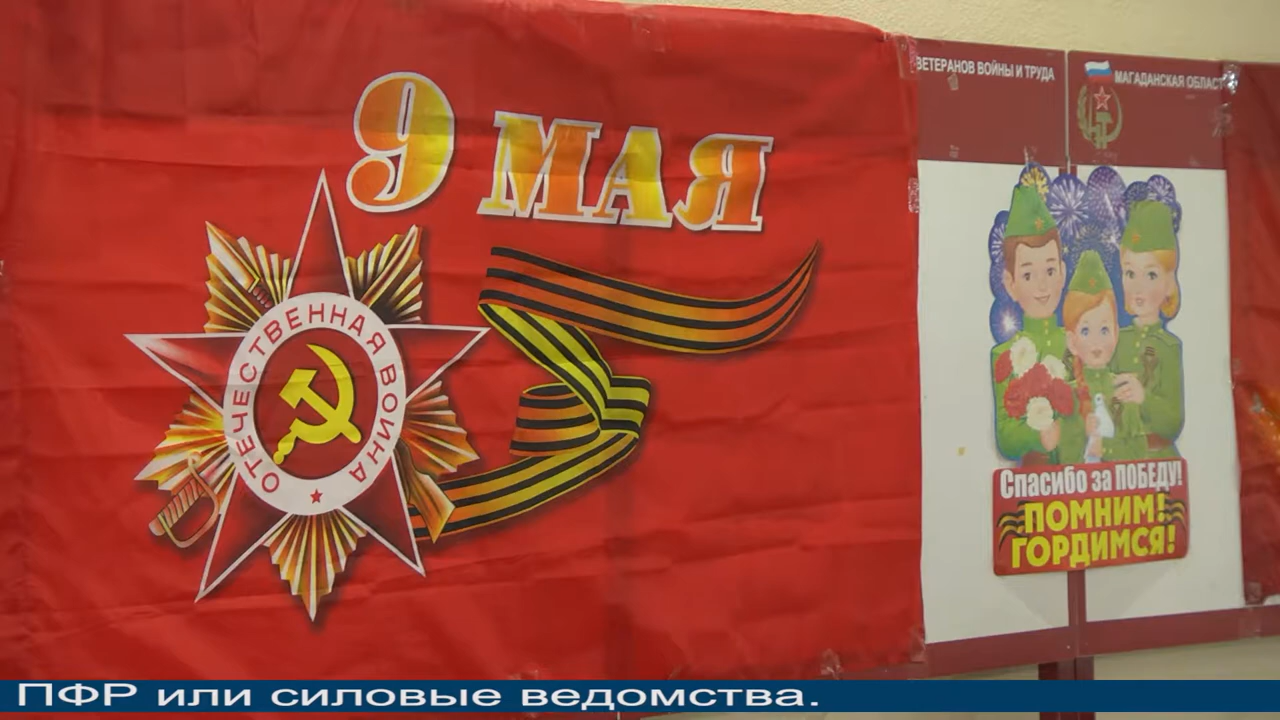 9 МАЯ
ОТЕЧЕСТВЕННАЯ ВОЙНА
ВЕТЕРАНОВ ВОЙНЫ И ТРУДА
МАГАДАНСКАЯ ОБЛАСТ
Спасибо за ПОБЕДУ!
ПОМНИМ!
ГОРДИМСЯ!
ПФР или силовые ведомства.